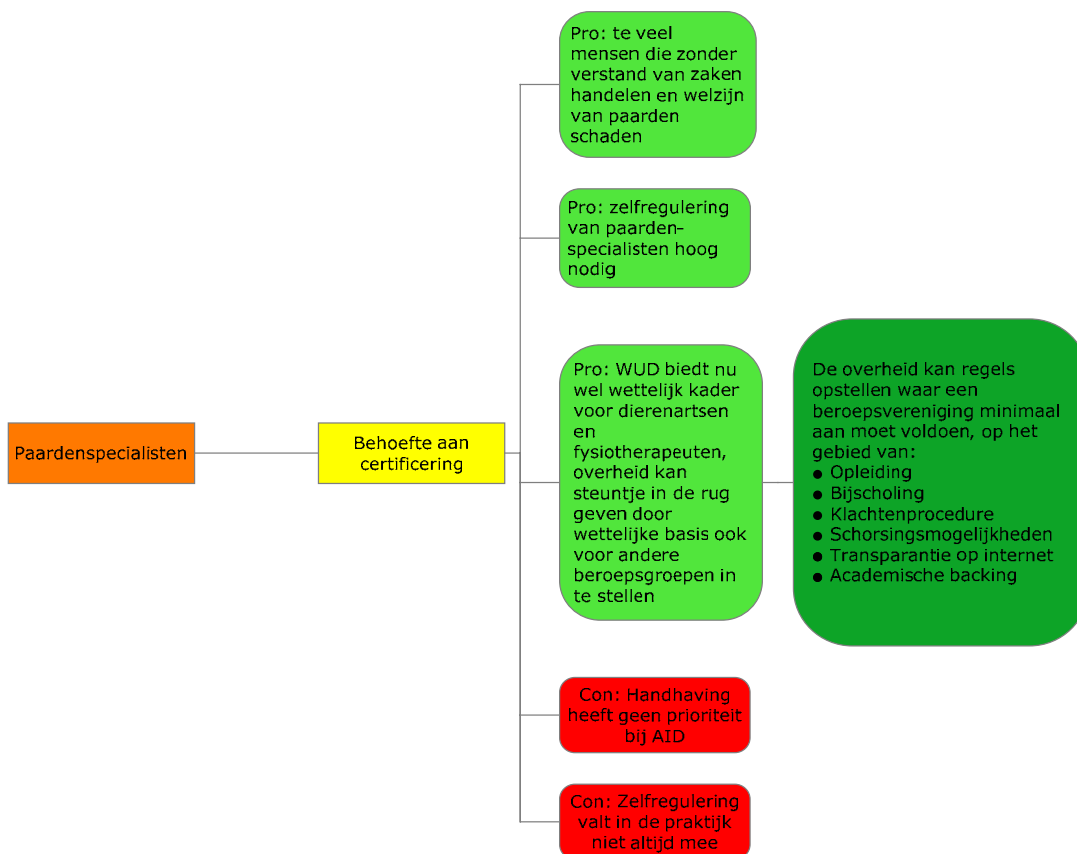 Paardenspecialisten
Behoefte aan
certificering
Pro: te veel
mensen die zonder
verstand van zaken
handelen en welzijn
van paarden
schaden
Pro: zelfregulering
van paarden-
specialisten hoog
nodig
Pro: WUD biedt nu
wel wettelijk kader
voor dierenartsen
en
fysiotherapeuten,
overheid kan
steuntje in de rug
geven door
wettelijke basis ook
voor andere
beroepsgroepen in
te stellen
De overheid kan regels
opstellen waar een
beroepsvereniging minimaal
aan moet voldoen, op het
gebied van:
● Opleiding
● Bijscholing
● Klachtenprocedure
● Schorsingsmogelijkheden
● Transparantie op internet
● Academische backing
Con: Handhaving
heeft geen prioriteit
bij AID
Con: Zelfregulering
valt in de praktijk
niet altijd mee